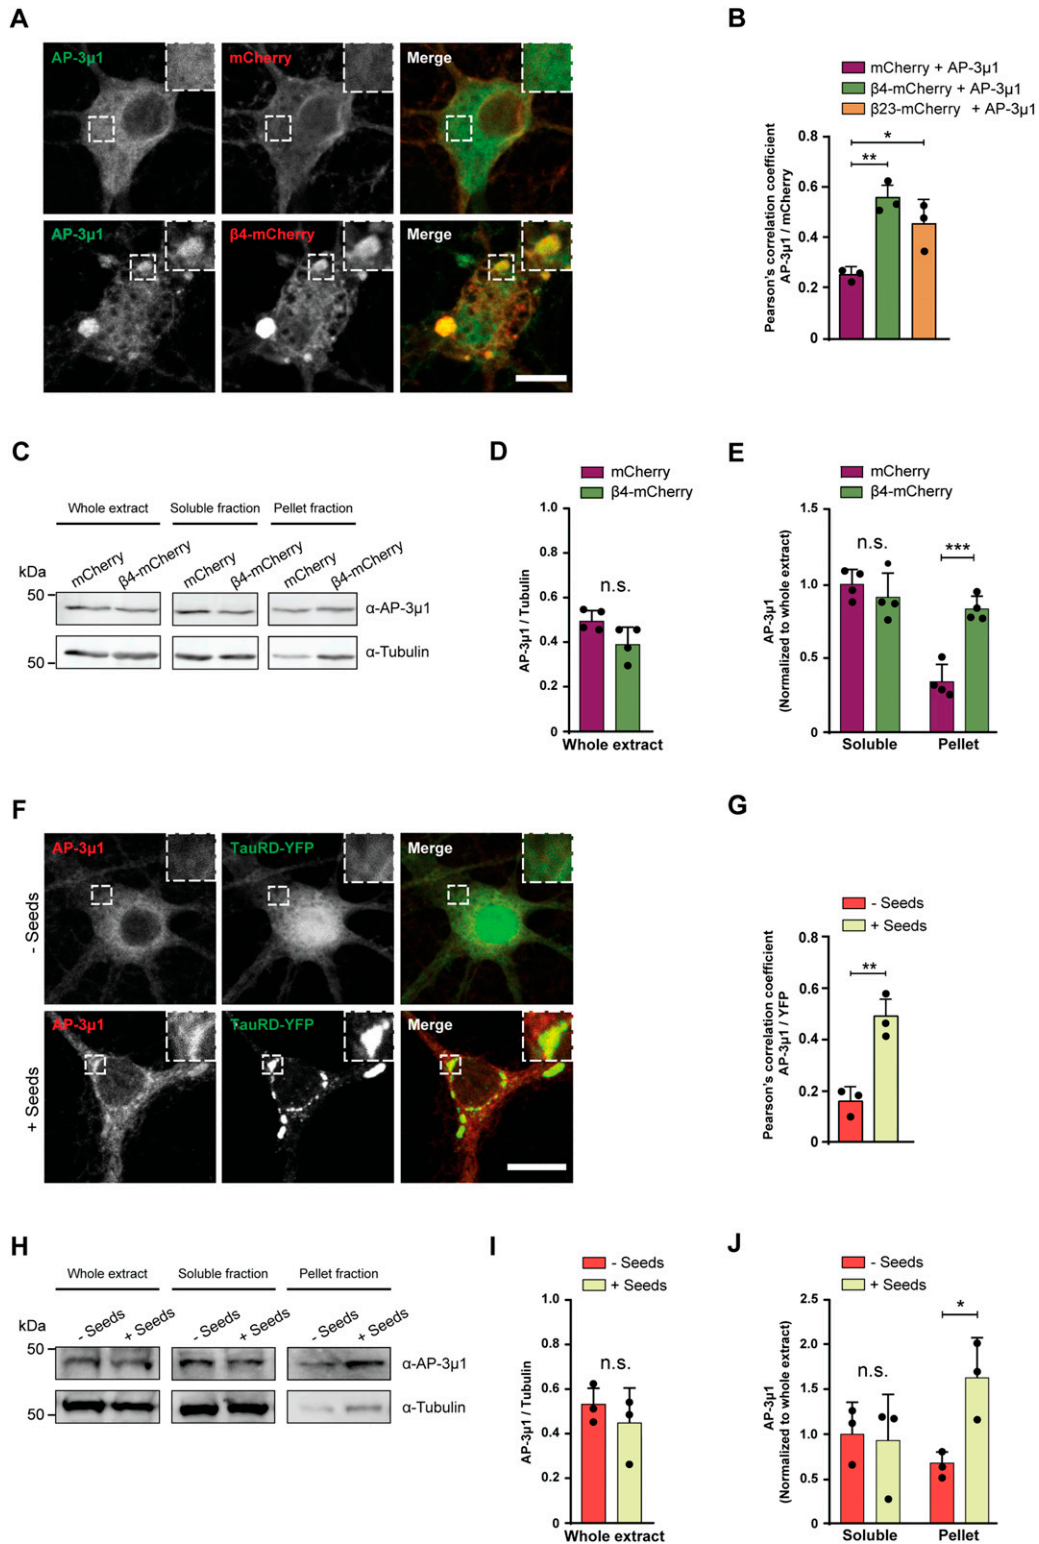 A
AP-3µ1
mCherry
Merge
AP-3µ1
β4-mCherry
Merge
B
mCherry + AP-3µ1
β4-mCherry + AP-3µ1
β23-mCherry + AP-3µ1
Pearson's correlation coefficient
AP-3µ1 / mCherry
0.8
0.6
0.4
0.2
0
*
**
C
Whole extract
Soluble fraction
Pellet fraction
mCherry
β4-mCherry
mCherry
β4-mCherry
mCherry
β4-mCherry
kDa
50
α-AP-3µ1
50
α-Tubulin
D
mCherry
β4-mCherry
AP-3µ1 / Tubulin
1.0
0.8
0.6
0.4
0.2
0
n.s.
Whole extract
E
mCherry
β4-mCherry
AP-3µ1
(Normalized to whole extract)
1.5
1.0
0.5
0
n.s.
***
Soluble
Pellet
F
- Seeds
AP-3µ1
TauRD-YFP
Merge
+ Seeds
AP-3µ1
TauRD-YFP
Merge
G
- Seeds
+ Seeds
Pearson's correlation coefficient
AP-3µ1 / YFP
0.8
0.6
0.4
0.2
0
**
H
Whole extract
Soluble fraction
Pellet fraction
- Seeds
+ Seeds
- Seeds
+ Seeds
- Seeds
+ Seeds
kDa
50
α-AP-3µ1
50
α-Tubulin
I
- Seeds
+ Seeds
AP-3µ1 / Tubulin
1.0
0.8
0.6
0.4
0.2
0
n.s.
Whole extract
J
- Seeds
+ Seeds
AP-3µ1
(Normalized to whole extract)
2.5
2.0
1.5
1.0
0.5
0
n.s.
*
Soluble
Pellet